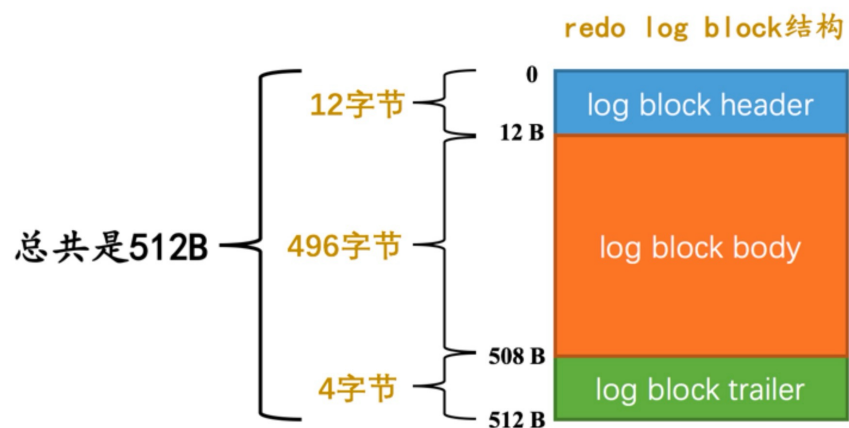 redo log block结构
0
12字节
log block header
12 B
总共是512B
496字节
log block body
508 B
4字节
log block trailer
512 B